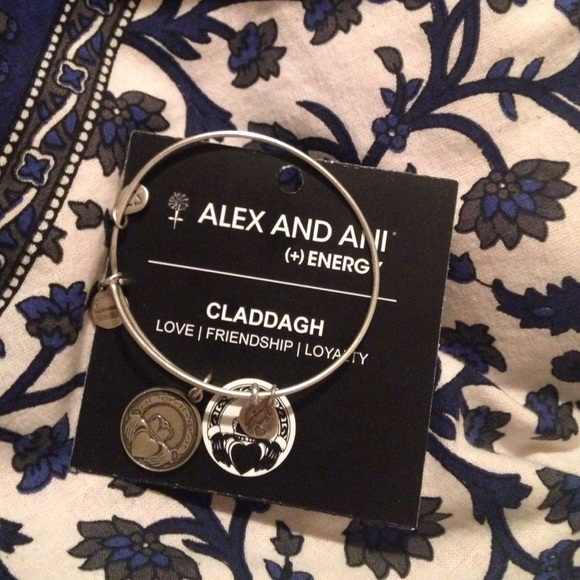 ALEX AND ANI®
(+) ENERGY
CLADDAGH
LOVE | FRIENDSHIP | LOYALTY